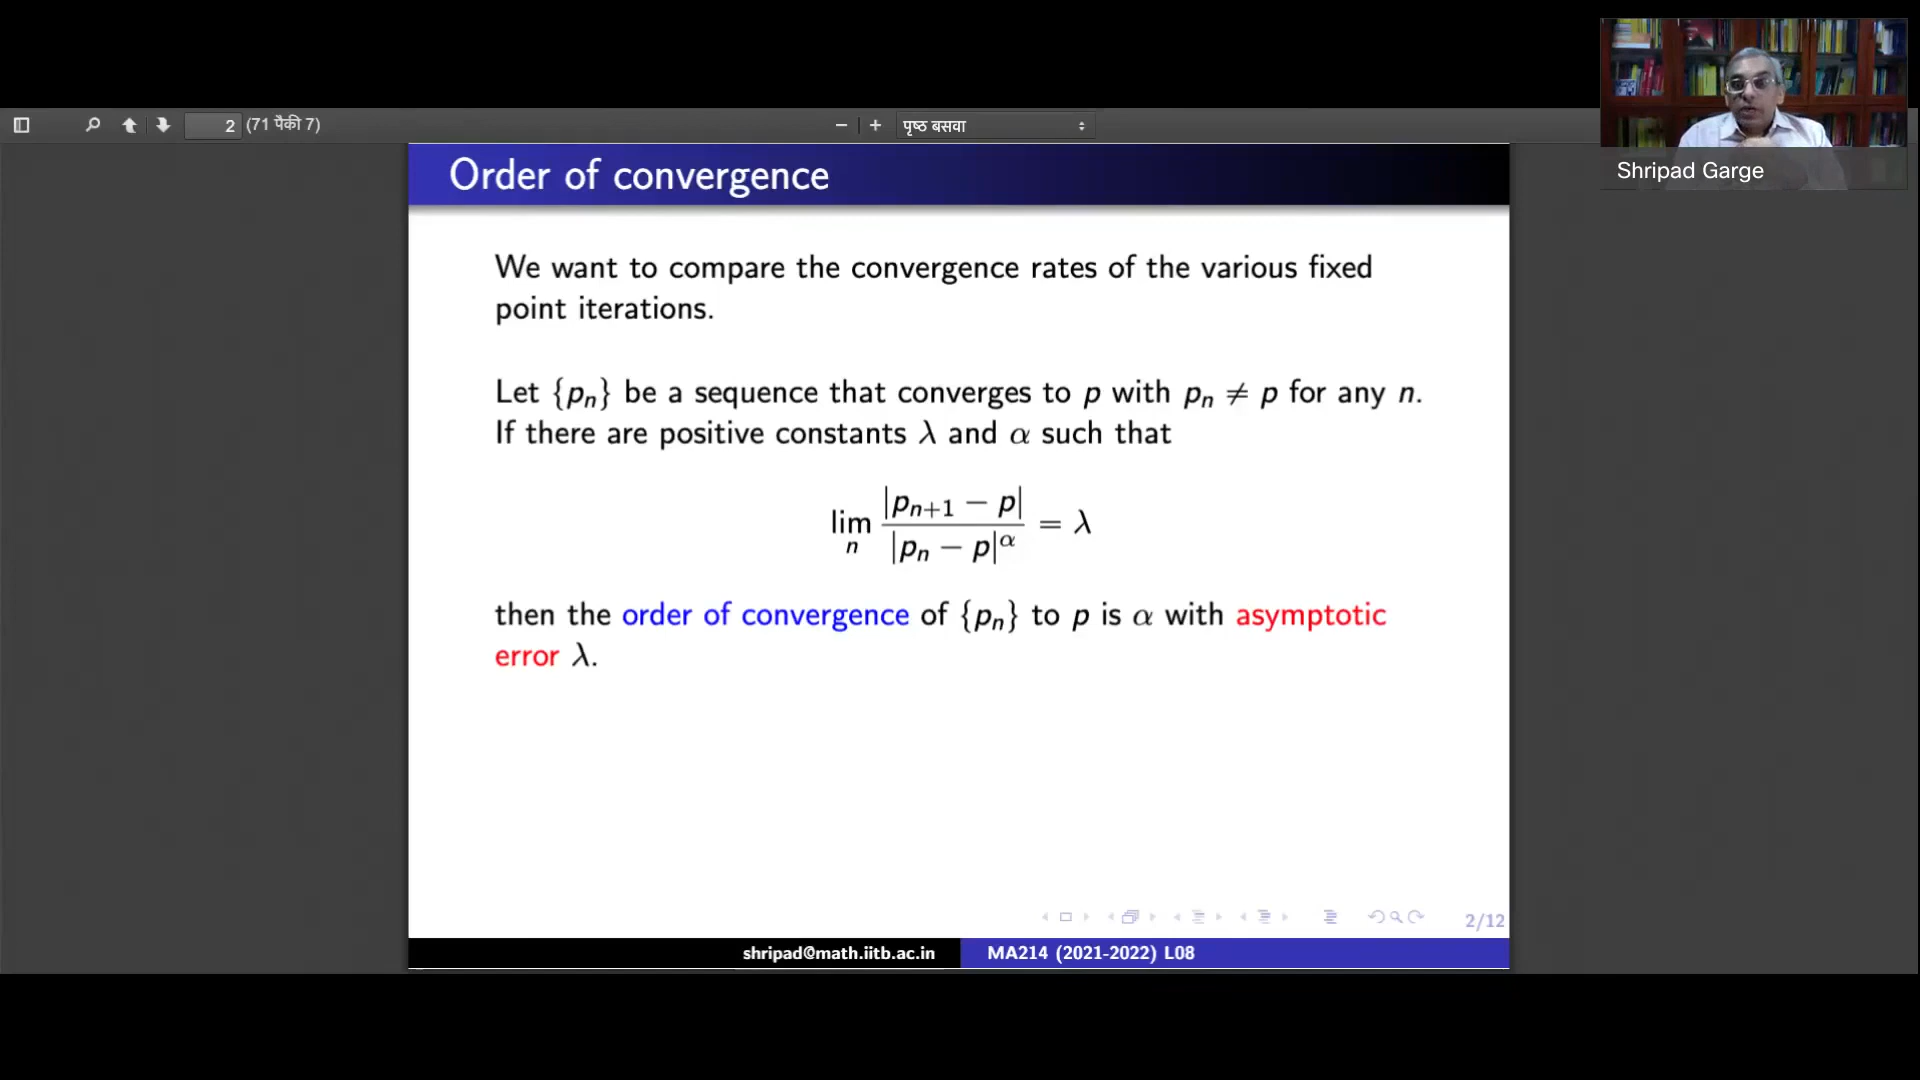 Shripad Garge
2 (71 पैकी 7)
पृष्ठ बसवा
Order of convergence
We want to compare the convergence rates of the various fixed
point iterations.
Let {pₙ} be a sequence that converges to p with pₙ ≠ p for any n.
If there are positive constants λ and α such that
lim_n |pₙ₊₁ − p| / |pₙ − p|^α = λ
then the order of convergence of {pₙ} to p is α with asymptotic
error λ.
2/12
shripad@math.iitb.ac.in MA214 (2021-2022) L08